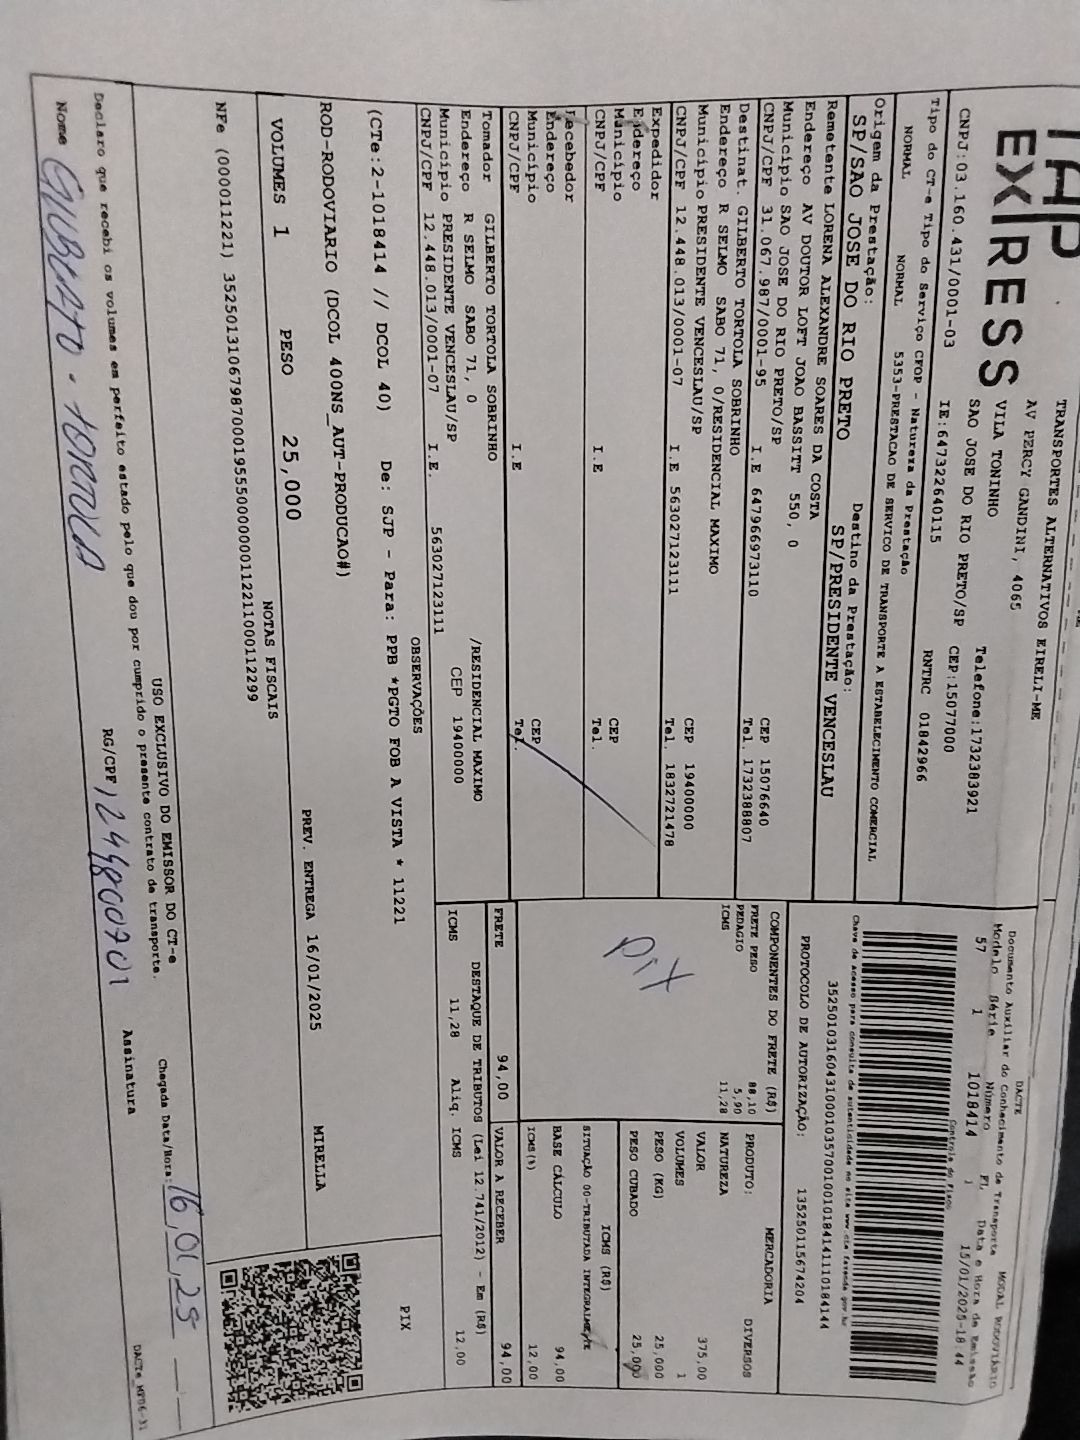 TAP
EXPRESS
TRANSPORTES ALTERNATIVOS EIRELI-ME
AV PERCY GANDINI, 4065
VILA TONINHO
SAO JOSE DO RIO PRETO/SP
Telefone:1732383921
CEP:15077000
CNPJ:03.160.431/0001-03 IE:647322640115 RNTRC 01842966
Tipo do CT-e Tipo do Serviço CFOP - Natureza da Prestação
NORMAL NORMAL 5353-PRESTACAO DE SERVICO DE TRANSPORTE A ESTABELECIMENTO COMERCIAL
Origem da Prestação: Destino da Prestação:
SP/SAO JOSE DO RIO PRETO SP/PRESIDENTE VENCESLAU
Remetente LORENA ALEXANDRE SOARES DA COSTA
Endereço AV DOUTOR LOFT JOAO BASSITT 550, 0
Município SAO JOSE DO RIO PRETO/SP CEP 15076640
CNPJ/CPF 31.067.987/0001-95 I.E 647966973110 Tel. 1732388807
Destinat. GILBERTO TORTOLA SOBRINHO
Endereço R SELMO SABO 71, 0/RESIDENCIAL MAXIMO
Município PRESIDENTE VENCESLAU/SP CEP 19400000
CNPJ/CPF 12.448.013/0001-07 I.E 563027123111 Tel. 1832721478
Expedidor
Endereço
Município CEP
CNPJ/CPF I.E Tel.
Recebedor
Endereço
Município CEP
CNPJ/CPF I.E Tel.
Tomador GILBERTO TORTOLA SOBRINHO
Endereço R SELMO SABO 71, 0 /RESIDENCIAL MAXIMO
Município PRESIDENTE VENCESLAU/SP CEP 19400000
CNPJ/CPF 12.448.013/0001-07 I.E. 563027123111
DACTE
Documento Auxiliar do Conhecimento de Transporte MODAL RODOVIÁRIO
Modelo Série Número FL Data e Hora de Emissão
57 1 1018414 1 15/01/2025-18:44
Controle do Fisco
Chave de acesso para consulta de autenticidade no site www.cte.fazenda.gov.br
PROTOCOLO DE AUTORIZAÇÃO: 135250115674204
COMPONENTES DO FRETE (R$)
FRETE PESO 88,10
PEDAGIO 5,90
ICMS 11,28
Pix
FRETE 94,00
MERCADORIA
PRODUTO: DIVERSOS
NATUREZA
VALOR 375,00
VOLUMES 1
PESO (KG) 25,000
PESO CUBADO 25,000
ICMS (R$)
SITUAÇÃO 00-TRIBUTADA INTEGRALMENTE
BASE CÁLCULO 94,00
ICMS(%) 12,00
VALOR A RECEBER 94,00
DESTAQUE DE TRIBUTOS (Lei 12.741/2012) - Em (R$)
ICMS 11,28 Aliq. ICMS 12,00
OBSERVAÇÕES
(CTe:2-1018414 // DCOL 40) De: SJP - Para: PPB *PGTO FOB A VISTA * 11221
PIX
ROD-RODOVIARIO (DCOL 400NS_AUT-PRODUCAO#) PREV. ENTREGA 16/01/2025 MIRELLA
VOLUMES 1 PESO 25,000
NOTAS FISCAIS
NFe (000011221)
USO EXCLUSIVO DO EMISSOR DO CT-e
Declaro que recebi os volumes em perfeito estado pelo que dou por cumprido o presente contrato de transporte. Chegada Data/Hora: 16,01,25
Nome GILBERTO . TORTOLA RG/CPF Assinatura